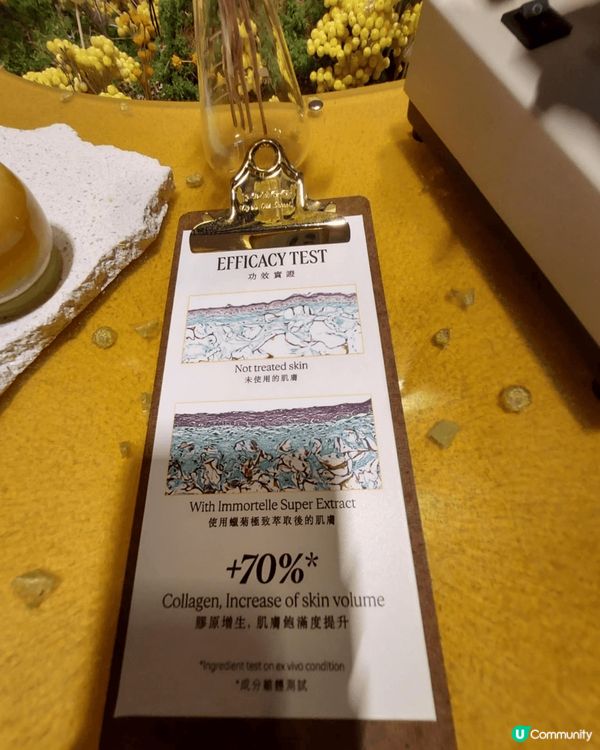 EFFICACY TEST
功效實證
Not treated skin
未使用的肌膚
With Immortelle Super Extract
使用蠟菊極致萃取後的肌膚
+70%*
Collagen, Increase of skin volume
膠原增生, 肌膚飽滿度提升
*Ingredient test on ex vivo condition
*成分離體測試
U Community